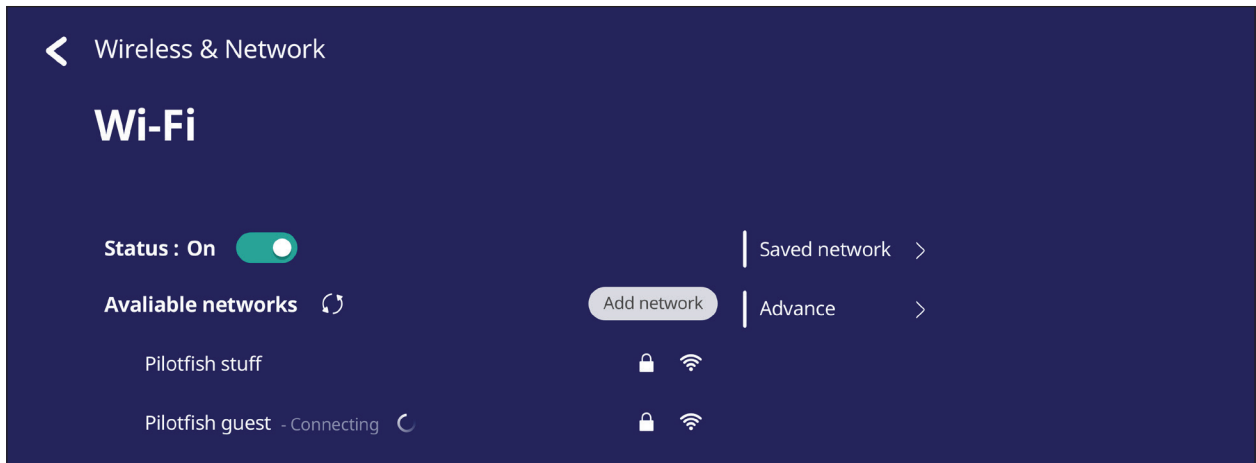 Wireless & Network
Wi-Fi
Status : On
Saved network
Avaliable networks
Add network
Advance
Pilotfish stuff
Pilotfish guest - Connecting